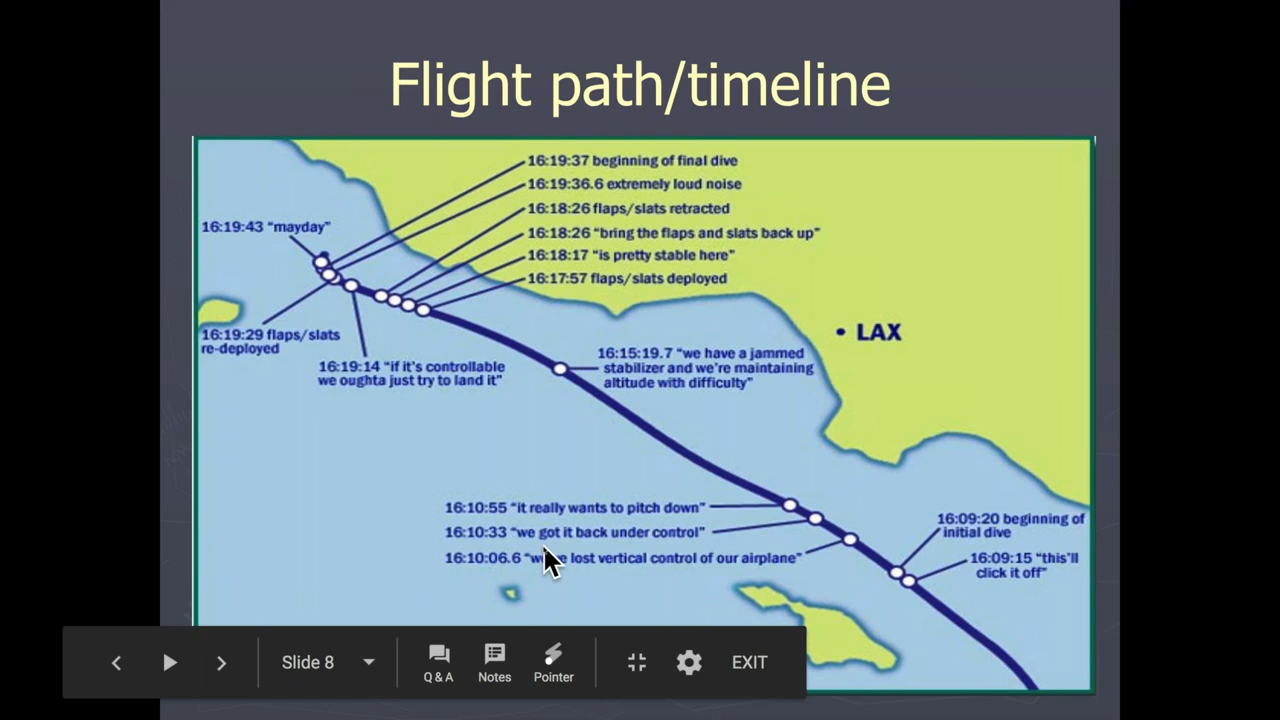 Flight path/timeline
16:19:37 beginning of final dive
16:19:36.6 extremely loud noise
16:18:26 flaps/slats retracted
16:19:43 “mayday”
16:18:26 “bring the flaps and slats back up”
16:18:17 “is pretty stable here”
16:17:57 flaps/slats deployed
• LAX
16:19:29 flaps/slats
re-deployed
16:19:14 “if it’s controllable
we oughta just try to land it”
16:15:19.7 “we have a jammed
stabilizer and we’re maintaining
altitude with difficulty”
16:10:55 “it really wants to pitch down”
16:10:33 “we got it back under control”
16:10:06.6 lost vertical control of our airplane”
16:09:20 beginning of
initial dive
16:09:15 “this’ll
click it off”
Slide 8
Q & A
Notes
Pointer
EXIT